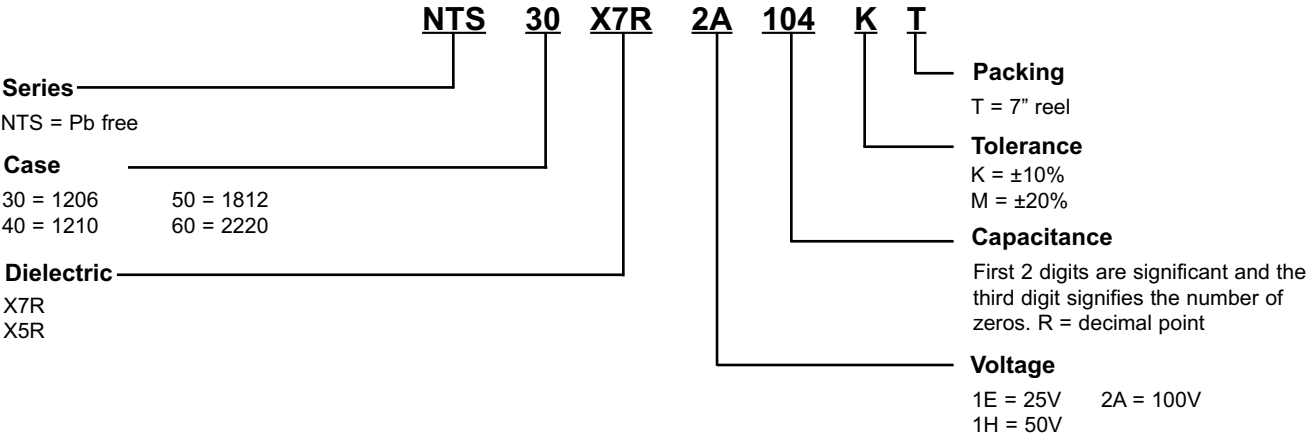 NTS 30 X7R 2A 104 K T
Series
NTS = Pb free
Case
30 = 1206 50 = 1812
40 = 1210 60 = 2220
Dielectric
X7R
X5R
Packing
T = 7” reel
Tolerance
K = ±10%
M = ±20%
Capacitance
First 2 digits are significant and the
third digit signifies the number of
zeros. R = decimal point
Voltage
1E = 25V 2A = 100V
1H = 50V